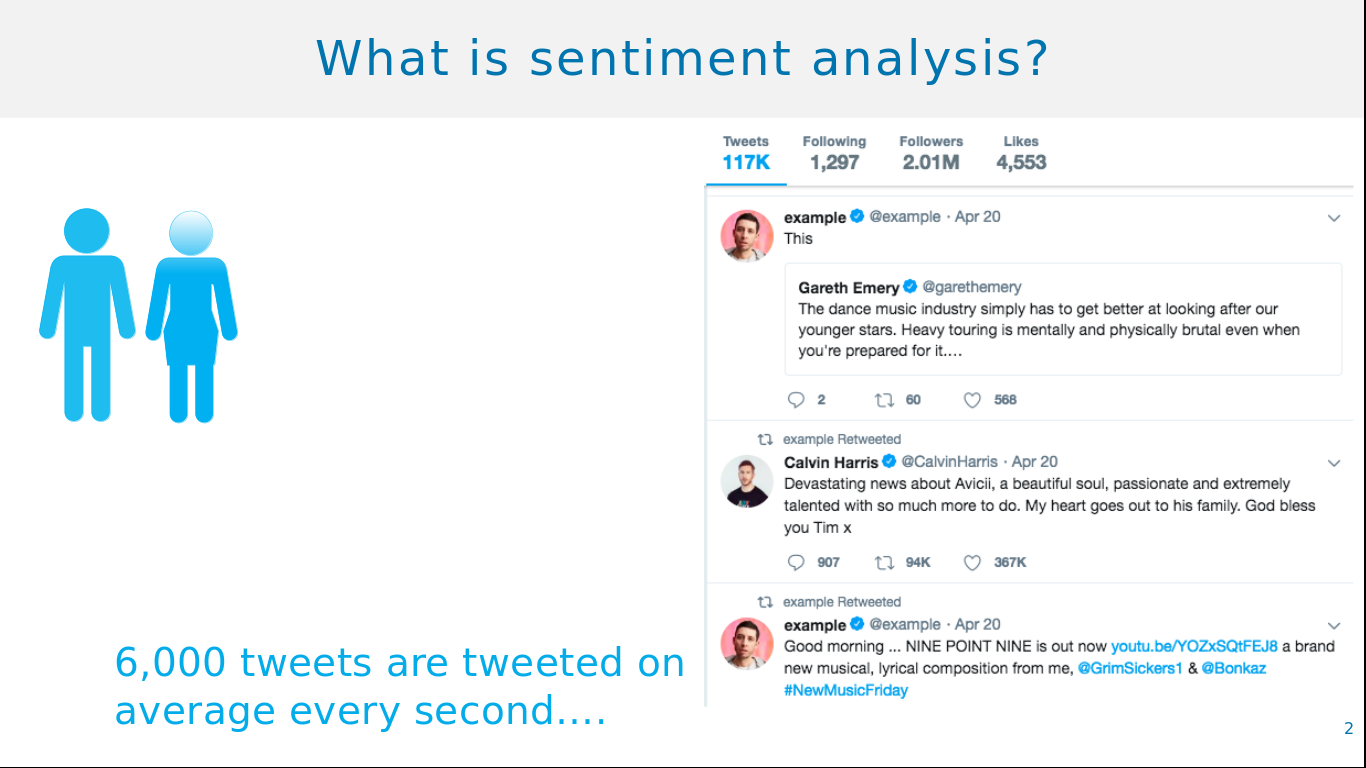 What is sentiment analysis?
Tweets Following Followers Likes
117K 1,297 2.01M 4,553
example @example · Apr 20
This
Gareth Emery @garethemery
The dance music industry simply has to get better at looking after our
younger stars. Heavy touring is mentally and physically brutal even when
you're prepared for it....
2 60 568
example Retweeted
Calvin Harris @CalvinHarris · Apr 20
Devastating news about Avicii, a beautiful soul, passionate and extremely
talented with so much more to do. My heart goes out to his family. God bless
you Tim x
907 94K 367K
example Retweeted
example @example · Apr 20
Good morning ... NINE POINT NINE is out now youtu.be/YOZxSQtFEJ8 a brand
new musical, lyrical composition from me, @GrimSickers1 & @Bonkaz
#NewMusicFriday
6,000 tweets are tweeted on
average every second....
2